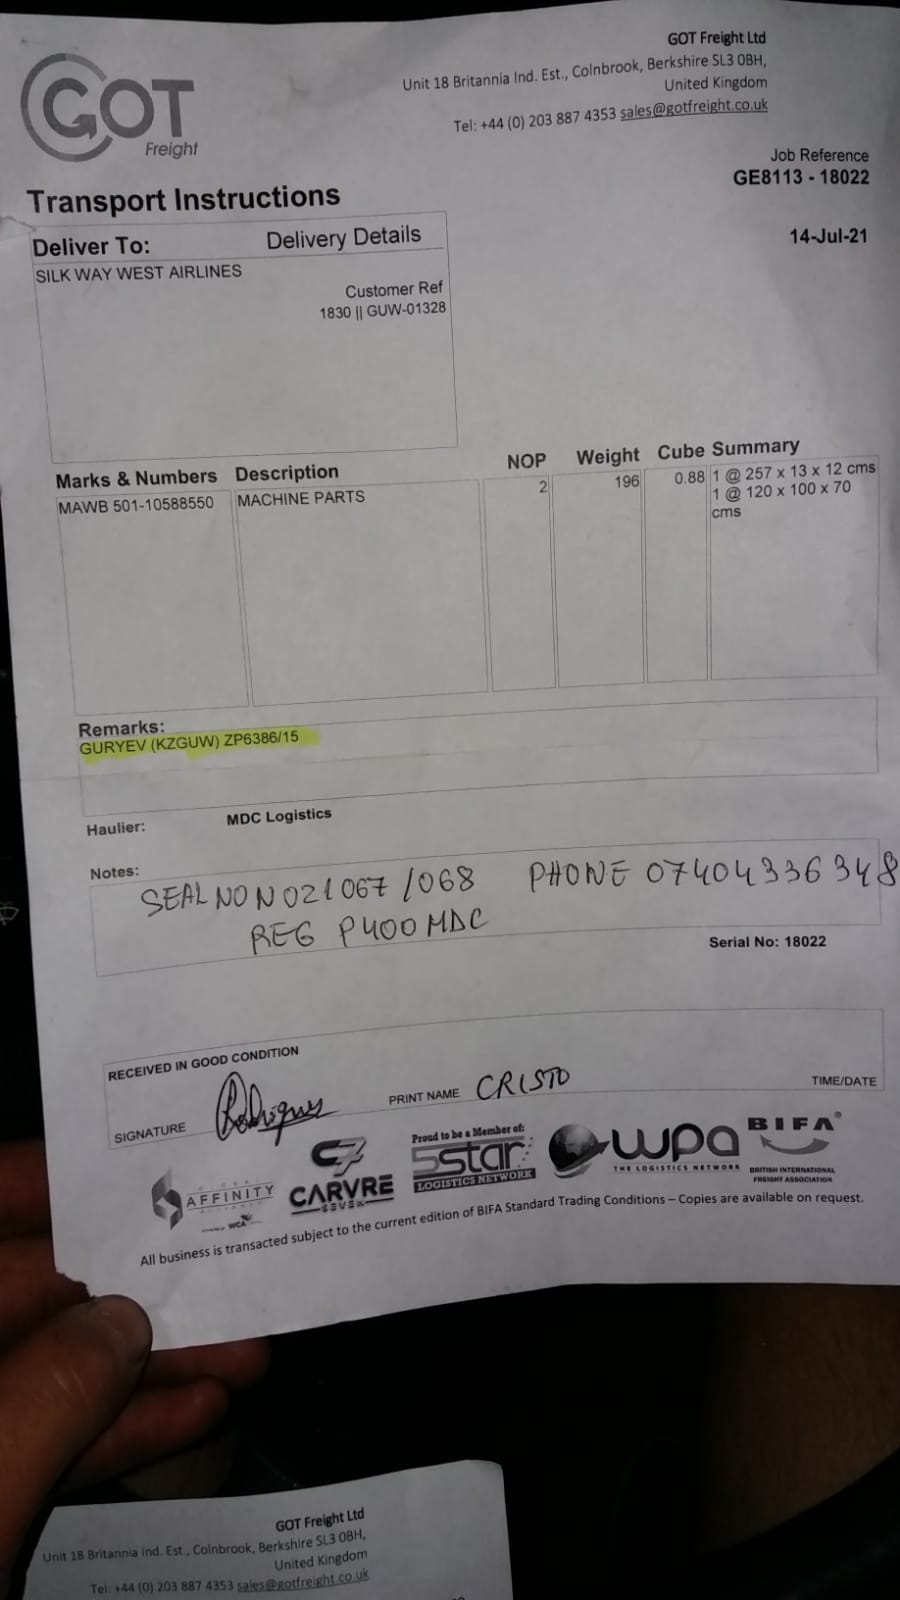 GOT
Freight
GOT Freight Ltd
Unit 18 Britannia Ind. Est., Colnbrook, Berkshire SL3 0BH,
United Kingdom
Tel: +44 (0) 203 887 4353 sales@gotfreight.co.uk
Job Reference
GE8113 - 18022
14-Jul-21
Transport Instructions
Deliver To: Delivery Details
SILK WAY WEST AIRLINES
Customer Ref
1830 || GUW-01328
Marks & Numbers Description NOP Weight Cube Summary
MAWB 501-10588550 MACHINE PARTS 2 196 0.88 1 @ 257 x 13 x 12 cms
1 @ 120 x 100 x 70
cms
Remarks:
GURYEV (KZGUW) ZP6386/15
Haulier: MDC Logistics
Notes:
SEAL NO N021067/068 PHONE 07404336348
REG P400MDC
Serial No: 18022
RECEIVED IN GOOD CONDITION
SIGNATURE Rodrigues PRINT NAME CRISTO TIME/DATE
GLOBAL
AFFINITY
ALLIANCE
WCA
C7
CARVRE
SEVEN
Proud to be a Member of:
5star
LOGISTICS NETWORK
wpa
THE LOGISTICS NETWORK
BIFA
BRITISH INTERNATIONAL
FREIGHT ASSOCIATION
All business is transacted subject to the current edition of BIFA Standard Trading Conditions – Copies are available on request.
GOT Freight Ltd
Unit 18 Britannia Ind. Est., Colnbrook, Berkshire SL3 0BH,
United Kingdom
Tel: +44 (0) 203 887 4353 sales@gotfreight.co.uk